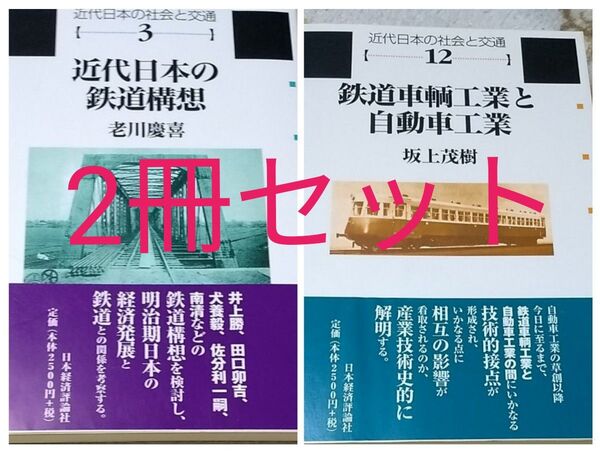 近代日本の社会と交通
【 3 】
近代日本の
鉄道構想
老川慶喜
井上勝、田口卯吉、
犬養毅、佐分利一嗣、
南清などの
鉄道構想を検討し、
明治期日本の
経済発展と
鉄道との関係を考察する。
日本経済評論社
定価(本体2500円+税)
近代日本の社会と交通
【 12 】
鉄道車輌工業と
自動車工業
坂上茂樹
自動車工業の草創以降
今日に至るまで、
鉄道車輌工業と
自動車工業の間にいかなる
技術的接点が
形成され、
いかなる点に
相互の影響が
看取されるのか、
産業技術史的に
解明する。
日本経済評論社
定価(本体2500円+税)
2冊セット